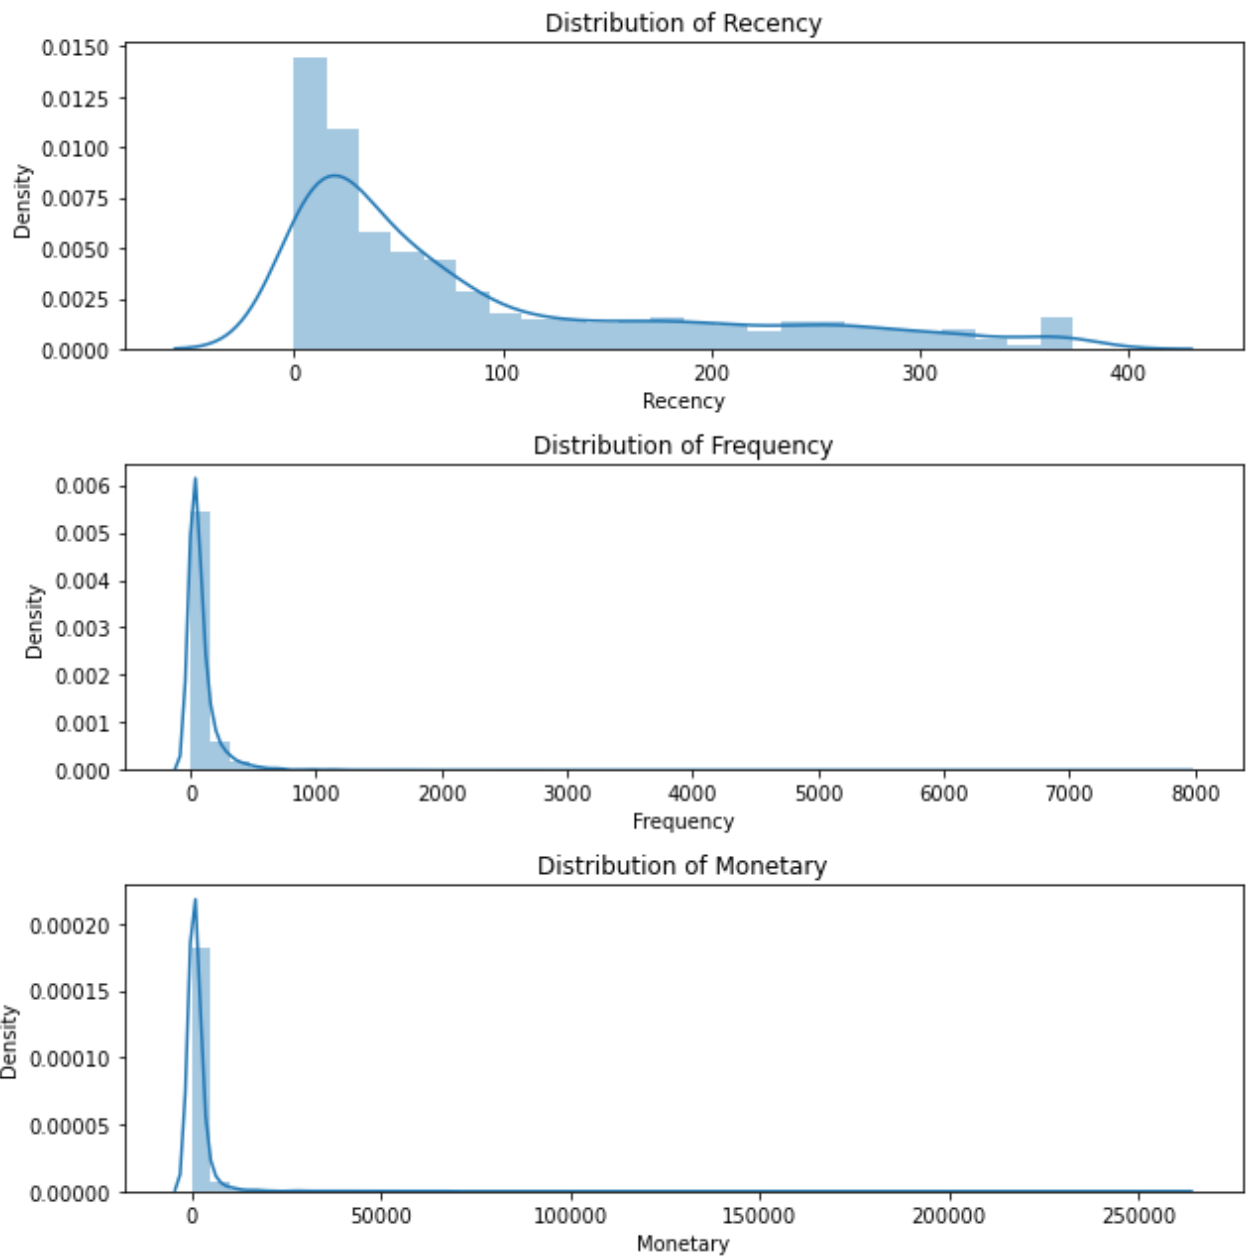 Distribution of Recency
0.0150
0.0125
0.0100
0.0075
0.0050
0.0025
0.0000
Density
0 100 200 300 400
Recency
Distribution of Frequency
0.006
0.005
0.004
0.003
0.002
0.001
0.000
Density
0 1000 2000 3000 4000 5000 6000 7000 8000
Frequency
Distribution of Monetary
0.00020
0.00015
0.00010
0.00005
0.00000
Density
0 50000 100000 150000 200000 250000
Monetary